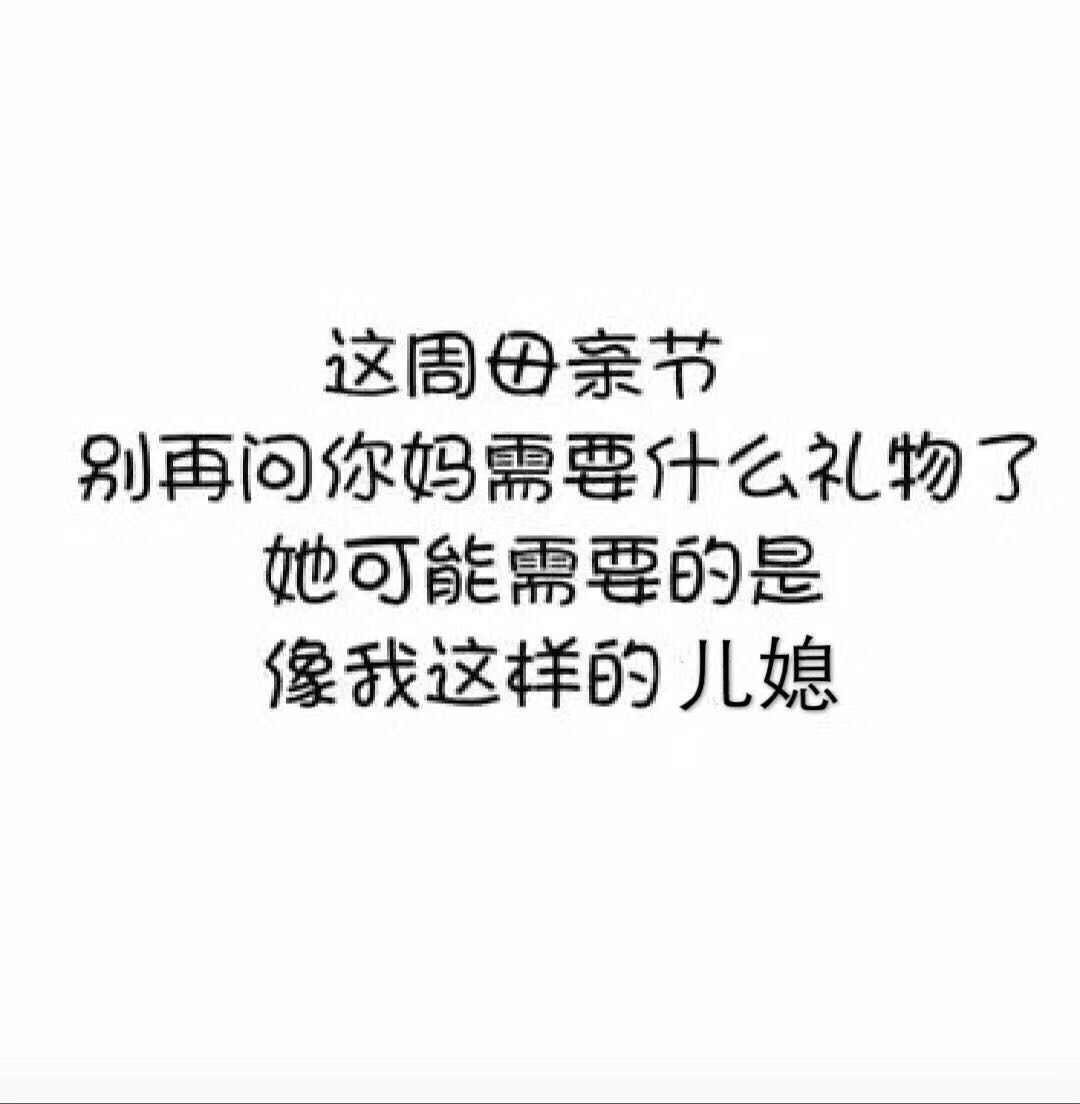 这周母亲节
别再问你妈需要什么礼物了
她可能需要的是
像我这样的儿媳